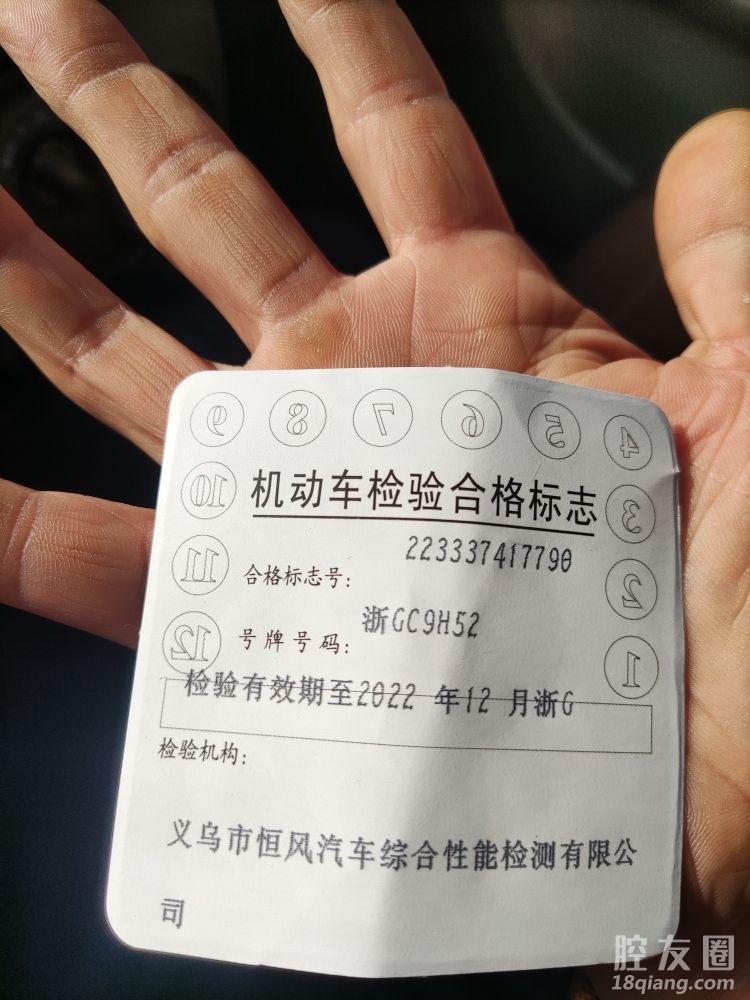 9 8 7 6 5 4
10 机动车检验合格标志 3
223337417790
11 合格标志号: 2
浙GC9H52
12 号牌号码: 1
检验有效期至2022 年12 月浙G
检验机构:
义乌市恒风汽车综合性能检测有限公
司
腔友圈
18qiang.com